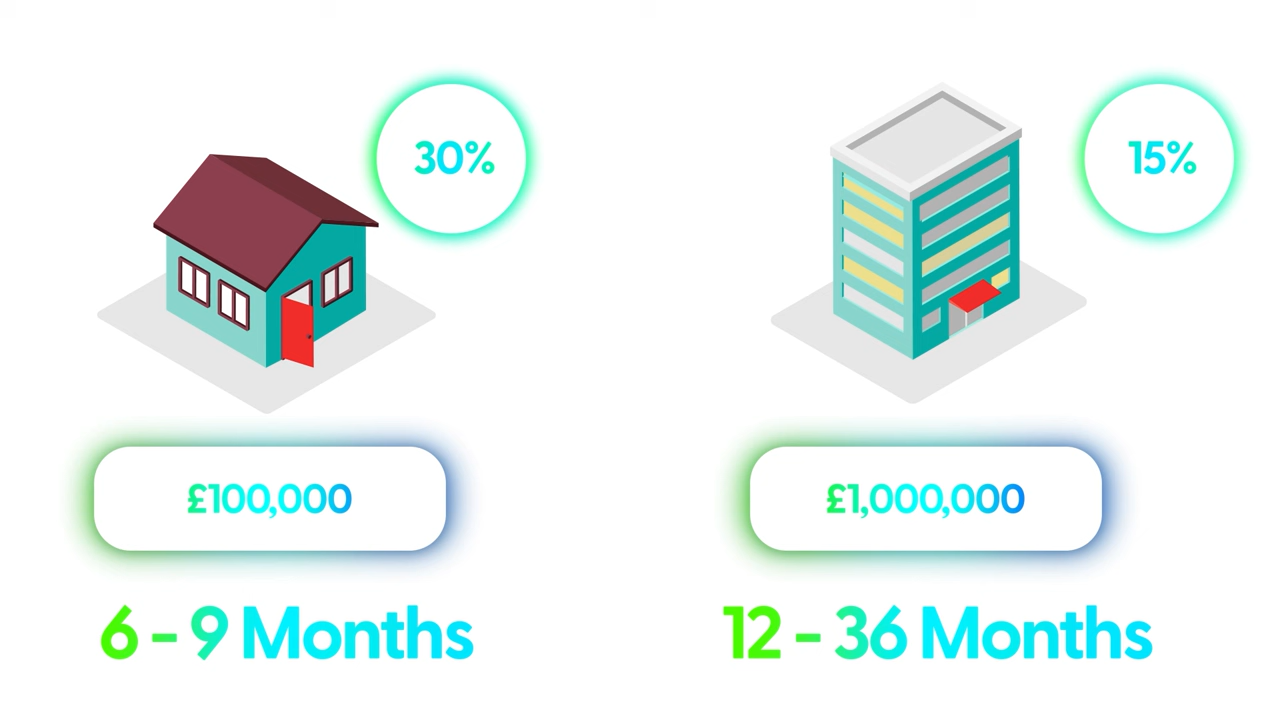 30%
£100,000
6 - 9 Months
15%
£1,000,000
12 - 36 Months